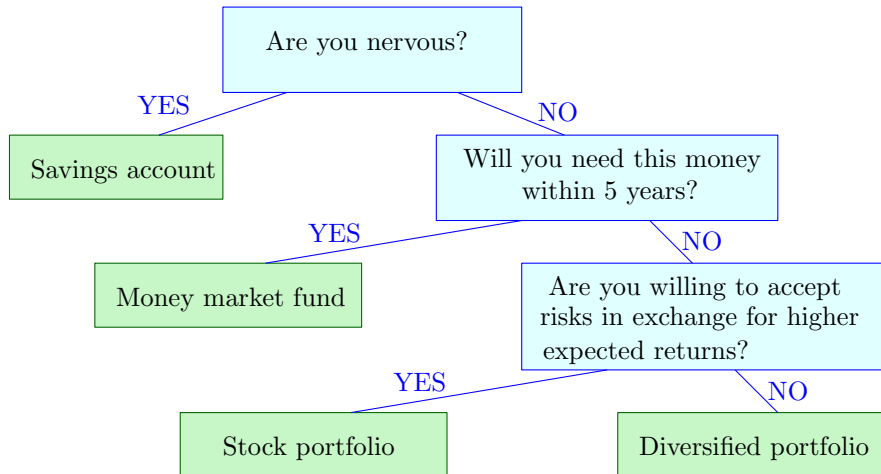 Are you nervous?
YES
NO
Savings account
Will you need this money
within 5 years?
YES
NO
Money market fund
Are you willing to accept
risks in exchange for higher
expected returns?
YES
NO
Stock portfolio
Diversified portfolio